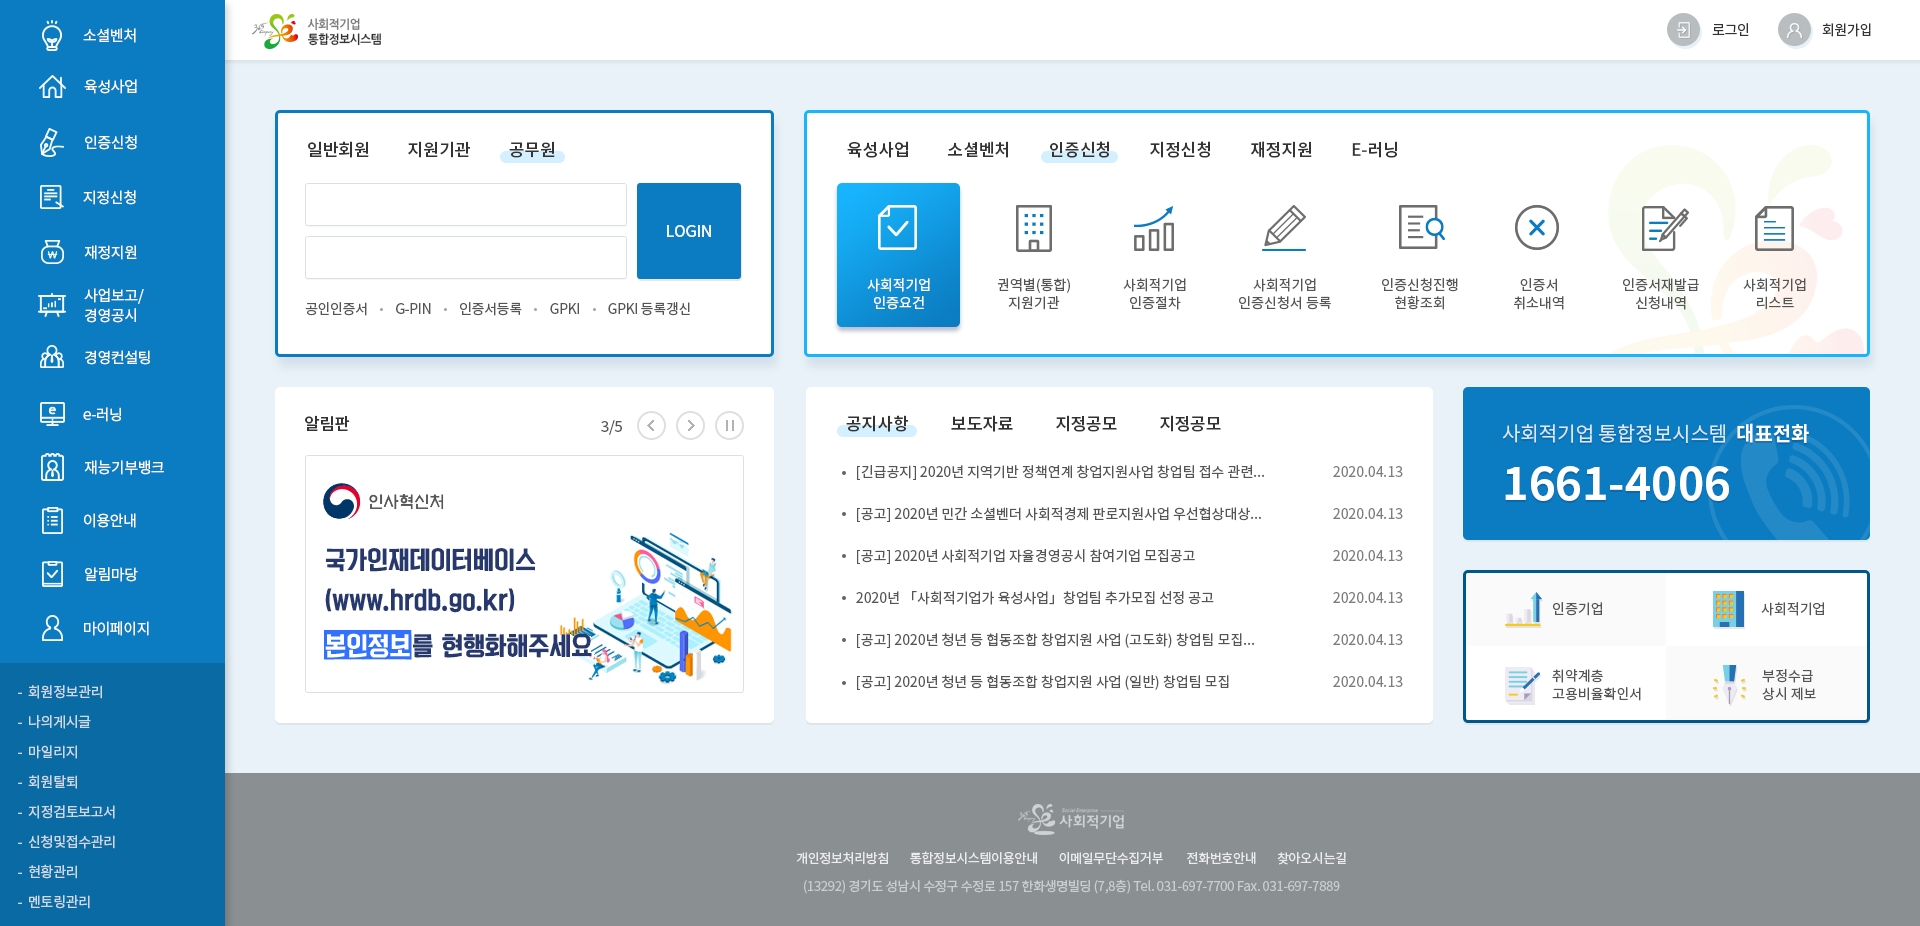 소셜벤처
육성사업
인증신청
지정신청
재정지원
사업보고/
경영공시
경영컨설팅
e-러닝
재능기부뱅크
이용안내
알림마당
마이페이지
- 회원정보관리
- 나의게시글
- 마일리지
- 회원탈퇴
- 지정검토보고서
- 신청및접수관리
- 현황관리
- 멘토링관리
사회적기업
통합정보시스템
로그인
회원가입
일반회원 지원기관 공무원
LOGIN
공인인증서 • G-PIN • 인증서등록 • GPKI • GPKI 등록갱신
육성사업 소셜벤처 인증신청 지정신청 재정지원 E-러닝
사회적기업
인증요건
권역별(통합)
지원기관
사회적기업
인증절차
사회적기업
인증신청서 등록
인증신청진행
현황조회
인증서
취소내역
인증서재발급
신청내역
사회적기업
리스트
알림판 3/5
인사혁신처
국가인재데이터베이스
(www.hrdb.go.kr)
본인정보를 현행화해주세요
공지사항 보도자료 지정공모 지정공모
• [긴급공지] 2020년 지역기반 정책연계 창업지원사업 창업팀 접수 관련... 2020.04.13
• [공고] 2020년 민간 소셜벤더 사회적경제 판로지원사업 우선협상대상... 2020.04.13
• [공고] 2020년 사회적기업 자율경영공시 참여기업 모집공고 2020.04.13
• 2020년 「사회적기업가 육성사업」창업팀 추가모집 선정 공고 2020.04.13
• [공고] 2020년 청년 등 협동조합 창업지원 사업 (고도화) 창업팀 모집... 2020.04.13
• [공고] 2020년 청년 등 협동조합 창업지원 사업 (일반) 창업팀 모집 2020.04.13
사회적기업 통합정보시스템 대표전화
1661-4006
인증기업
사회적기업
취약계층
고용비율확인서
부정수급
상시 제보
Social Enterprise
사회적기업
개인정보처리방침 통합정보시스템이용안내 이메일무단수집거부 전화번호안내 찾아오시는길
(13292) 경기도 성남시 수정구 수정로 157 한화생명빌딩 (7,8층) Tel. 031-697-7700 Fax. 031-697-7889